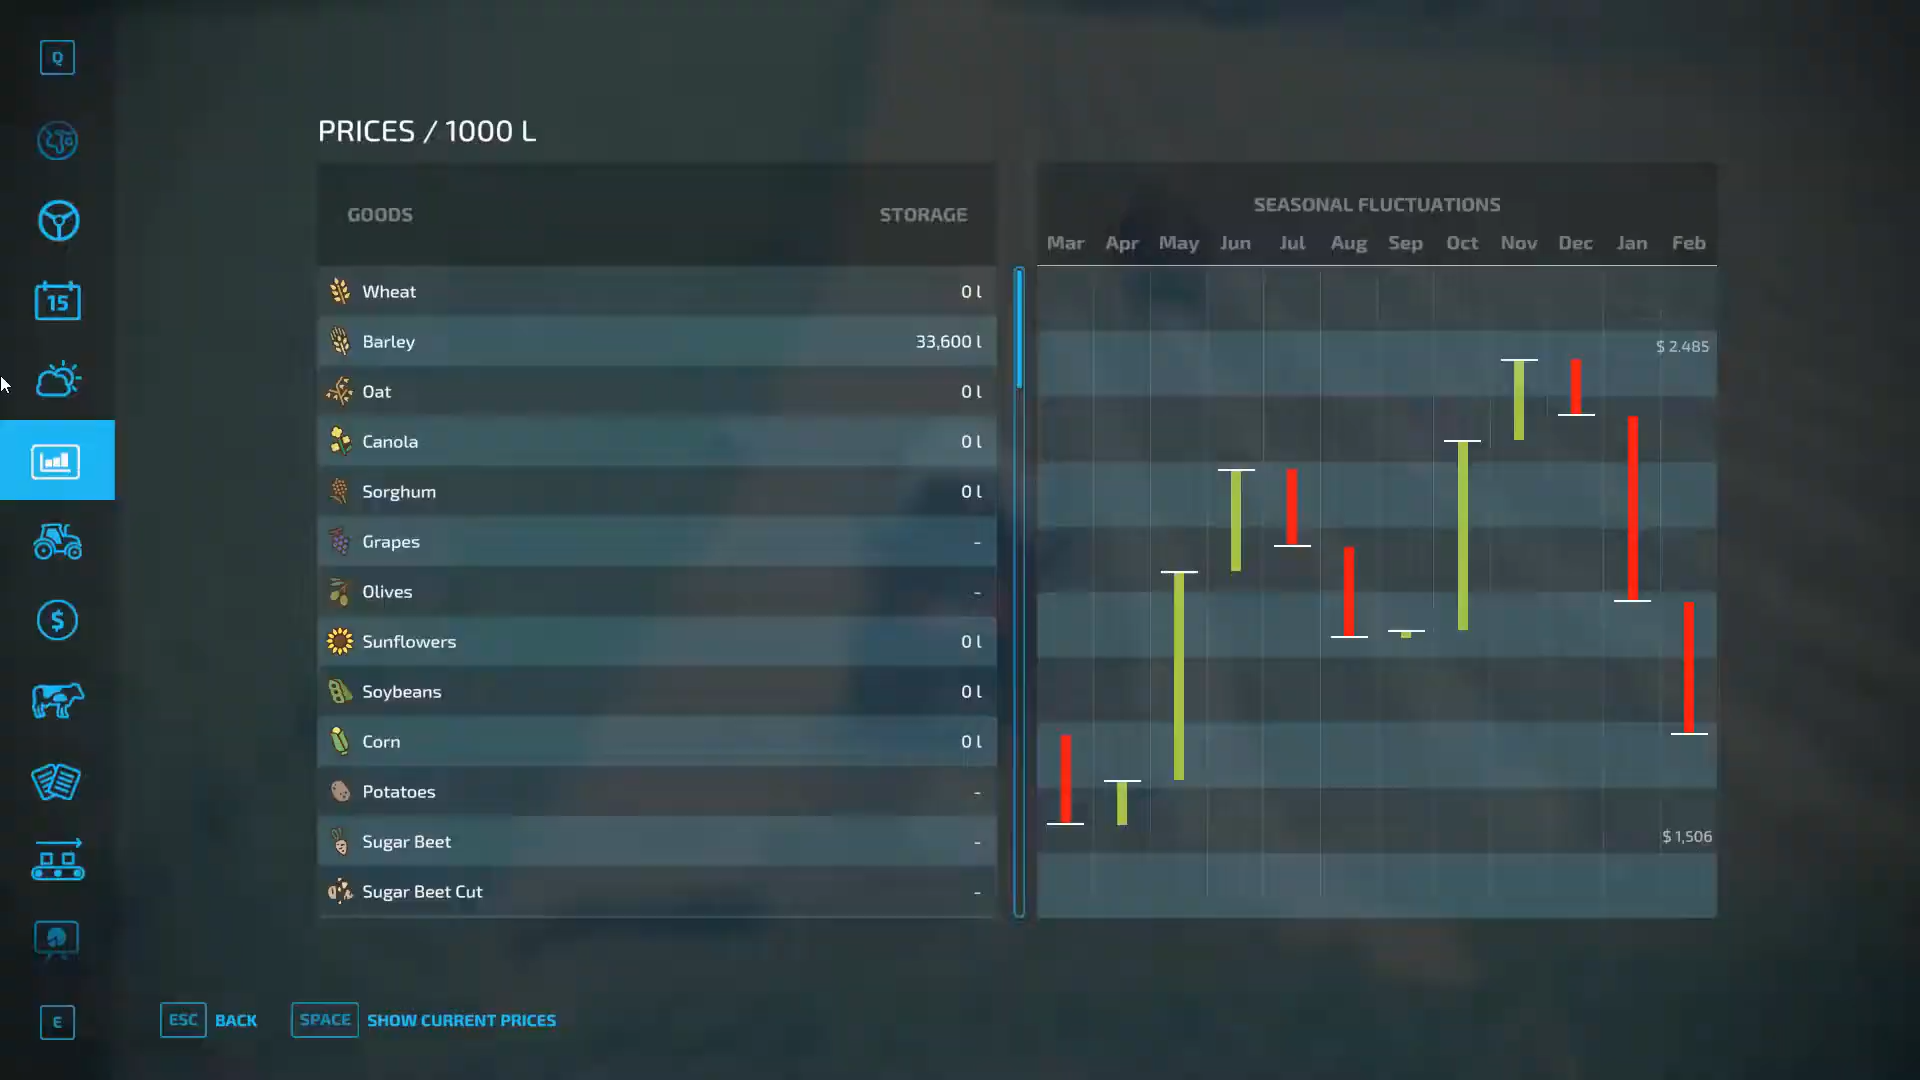 Q
PRICES / 1000 L
GOODS STORAGE
SEASONAL FLUCTUATIONS
Mar Apr May Jun Jul Aug Sep Oct Nov Dec Jan Feb
15
Wheat 0 l
Barley 33,600 l
Oat 0 l
Canola 0 l
Sorghum 0 l
Grapes -
Olives -
Sunflowers 0 l
Soybeans 0 l
Corn 0 l
Potatoes -
Sugar Beet -
Sugar Beet Cut -
$ 2.485
$ 1,506
$
E
ESC BACK SPACE SHOW CURRENT PRICES